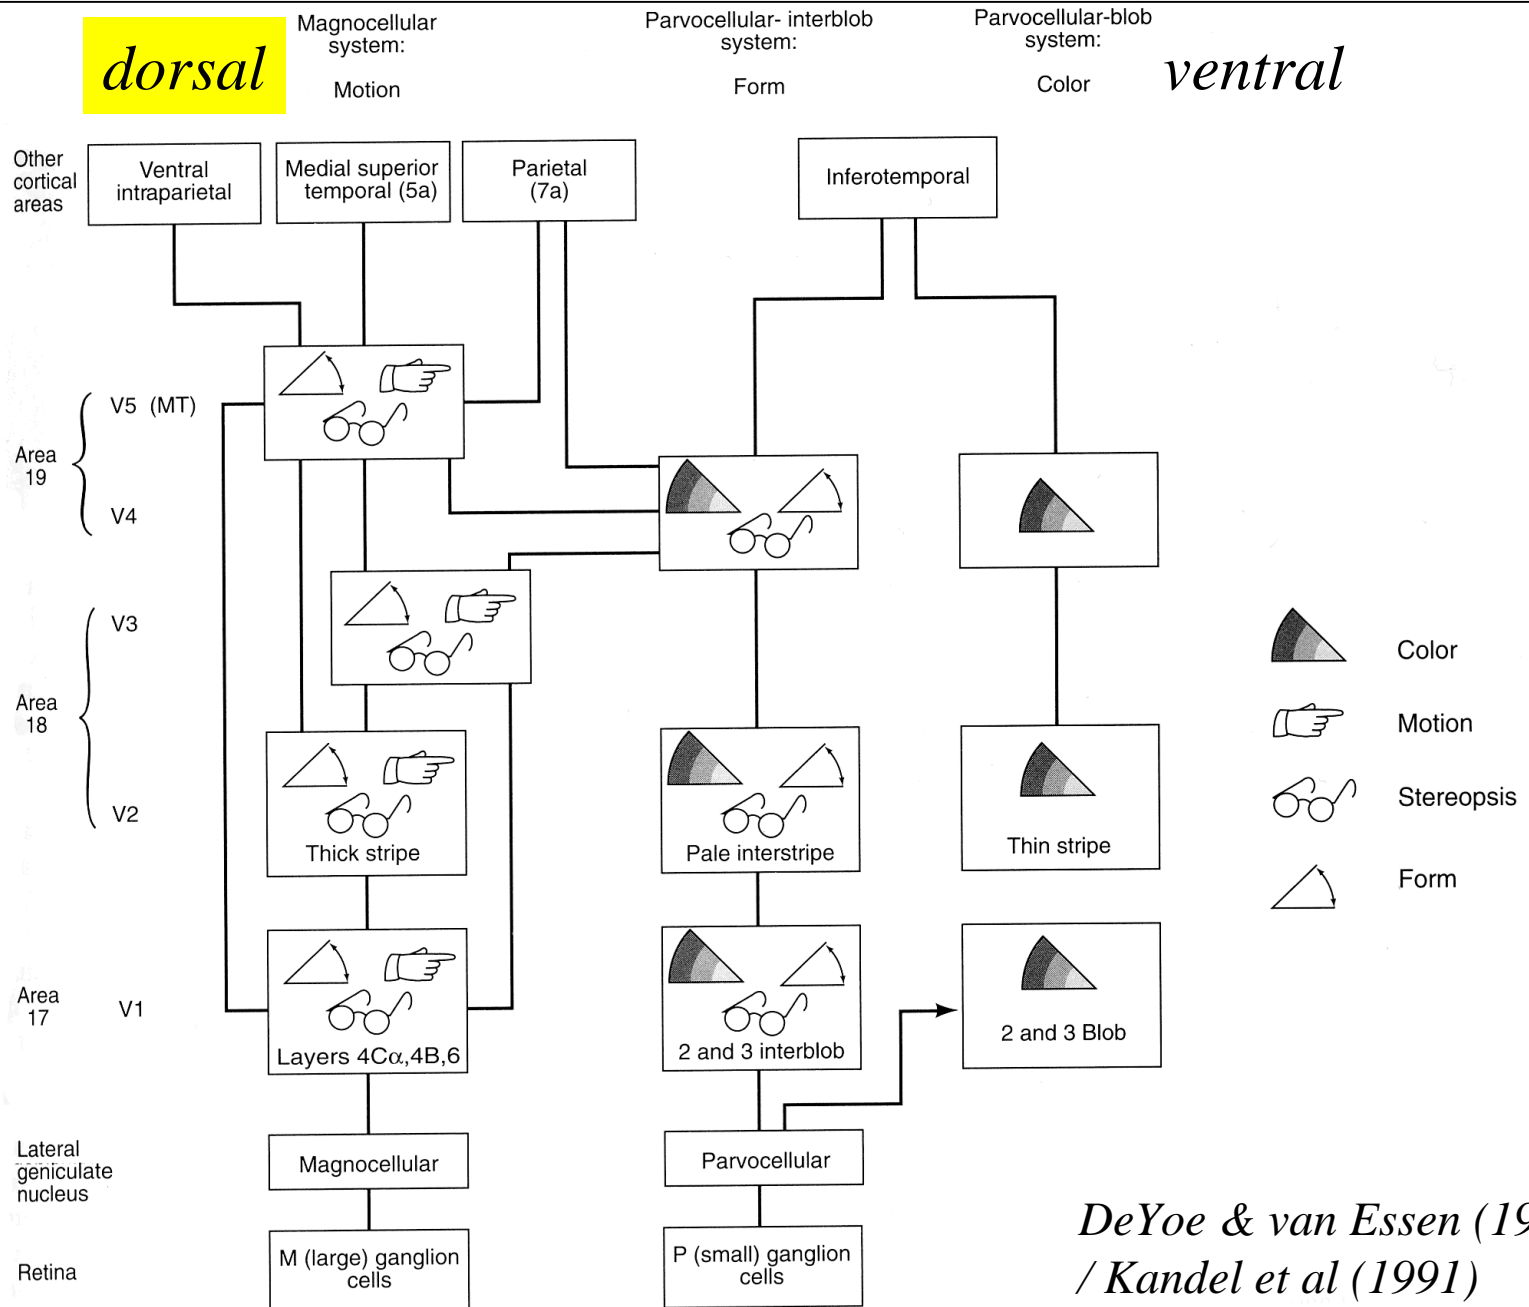 dorsal
Magnocellular
system:
Motion
Parvocellular- interblob
system:
Form
Parvocellular-blob
system:
Color
ventral
Other
cortical
areas
Ventral
intraparietal
Medial superior
temporal (5a)
Parietal
(7a)
Inferotemporal
Area
19
V5 (MT)
V4
Area
18
V3
V2
Thick stripe
Pale interstripe
Thin stripe
Color
Motion
Stereopsis
Form
Area
17
V1
Layers 4Cα,4B,6
2 and 3 interblob
2 and 3 Blob
Lateral
geniculate
nucleus
Magnocellular
Parvocellular
Retina
M (large) ganglion
cells
P (small) ganglion
cells
DeYoe & van Essen (19
/ Kandel et al (1991)